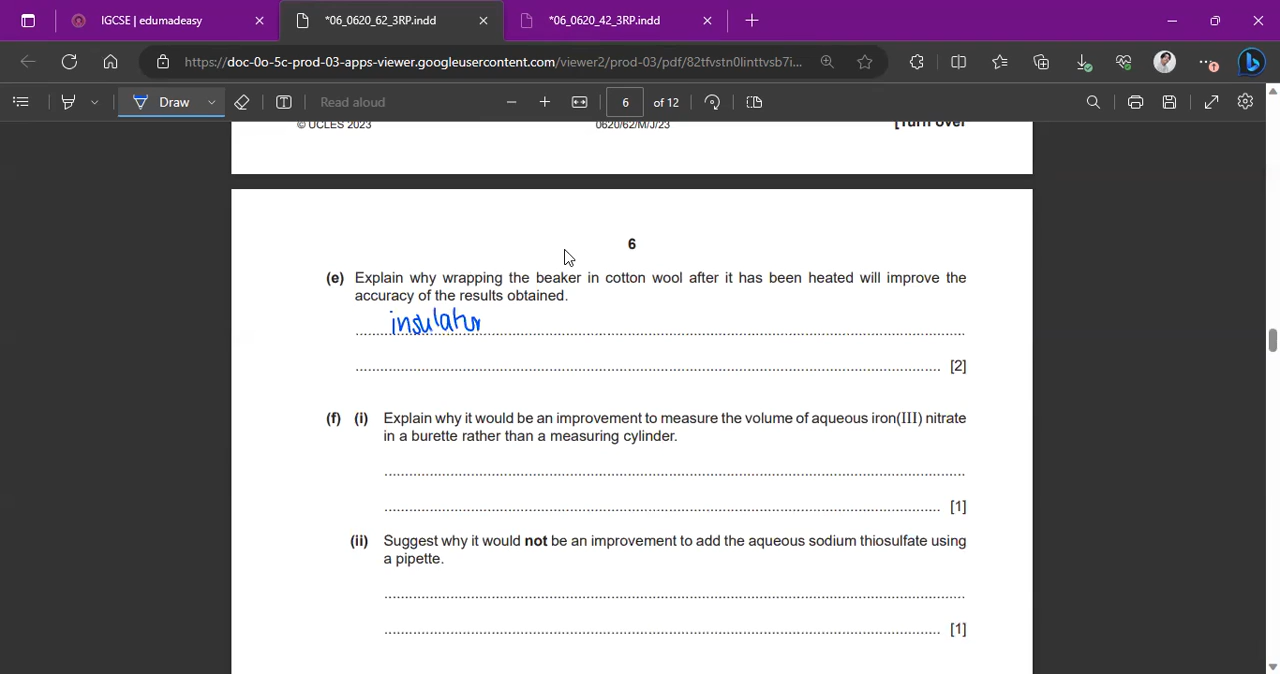 IGCSE | edumadeasy
*06_0620_62_3RP.indd
*06_0620_42_3RP.indd
https://doc-0o-5c-prod-03-apps-viewer.googleusercontent.com/viewer2/prod-03/pdf/82tfvstn0linttvsb7i...
Draw
Read aloud
6 of 12
© UCLES 2023
0620/62/M/J/23
[Turn over
6
(e) Explain why wrapping the beaker in cotton wool after it has been heated will improve the
accuracy of the results obtained.
insulator
[2]
(f) (i) Explain why it would be an improvement to measure the volume of aqueous iron(III) nitrate
in a burette rather than a measuring cylinder.
[1]
(ii) Suggest why it would not be an improvement to add the aqueous sodium thiosulfate using
a pipette.
[1]